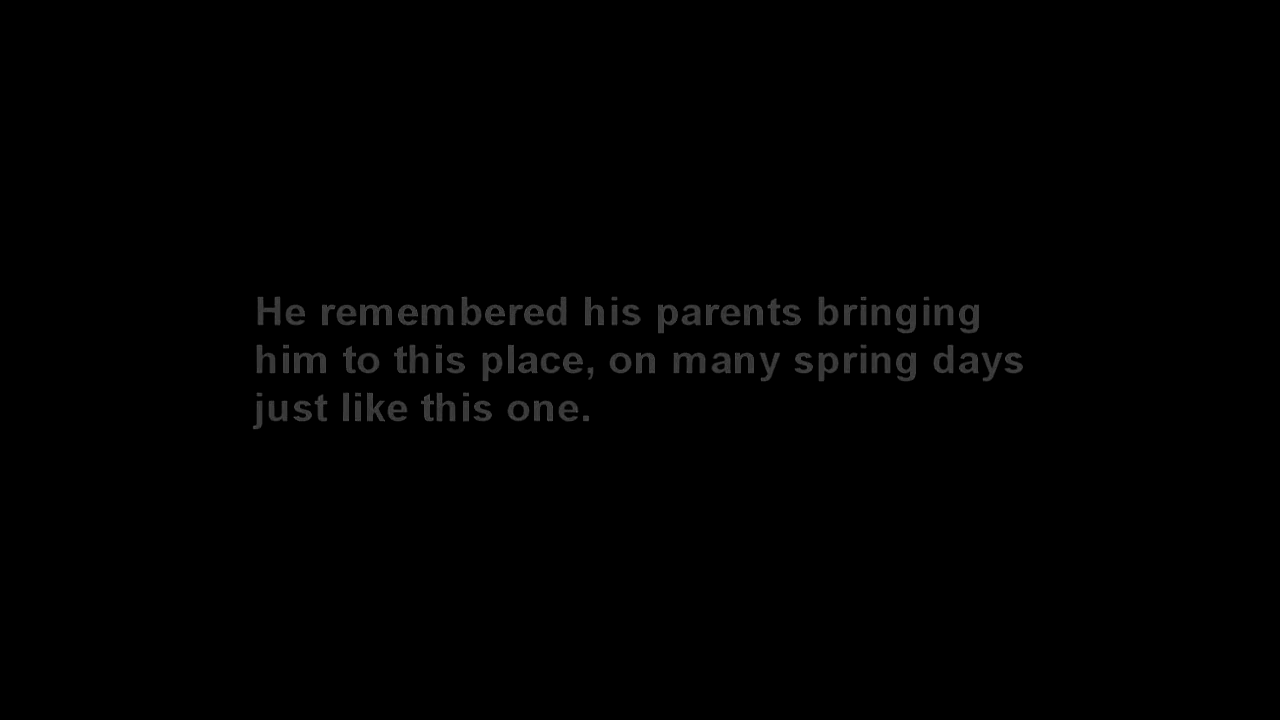 He remembered his parents bringing
him to this place, on many spring days
just like this one.